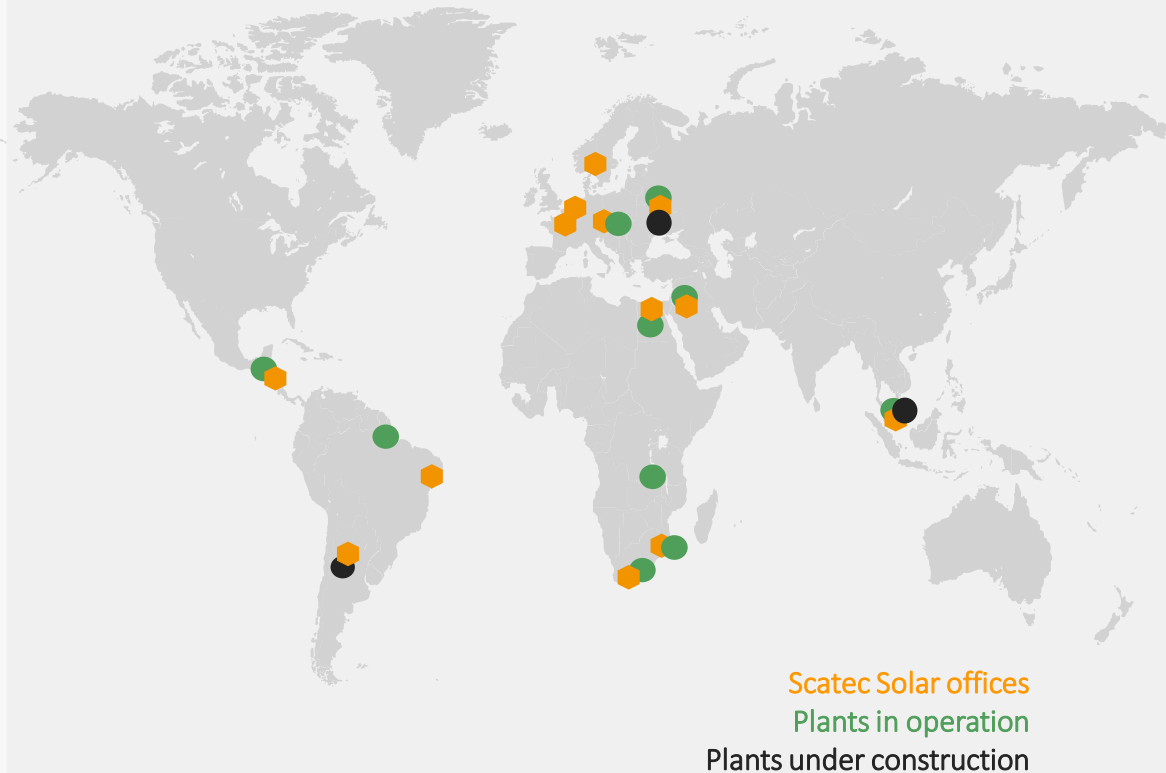 Scatec Solar offices
Plants in operation
Plants under construction